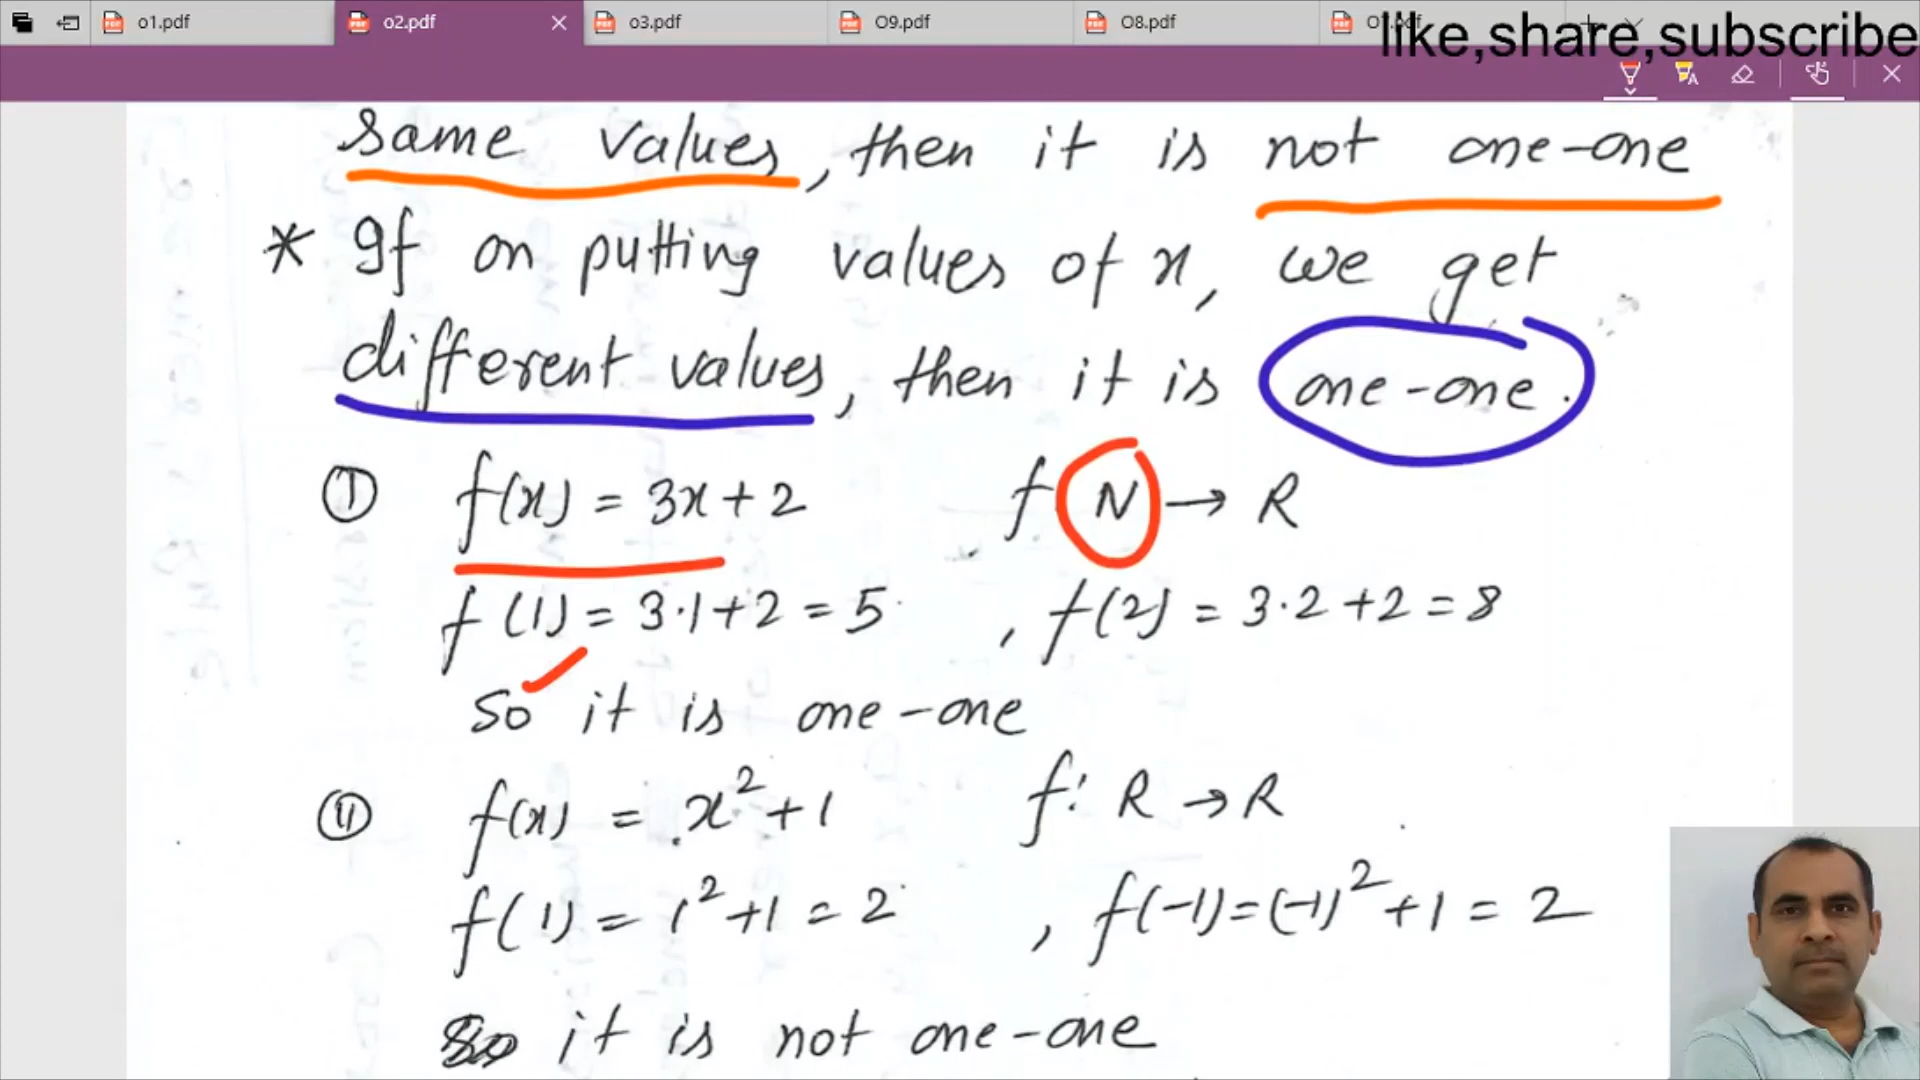 o1.pdf
o2.pdf
o3.pdf
O9.pdf
O8.pdf
like,share,subscribe
same values, then it is not one-one
* If on putting values of x, we get
different values, then it is one-one.
① f(x) = 3x+2 f N → R
f(1) = 3·1+2 = 5 , f(2) = 3·2+2 = 8
So it is one-one
⑪ f(x) = x²+1 f: R → R
f(1) = 1²+1 = 2 , f(-1) = (-1)²+1 = 2
So it is not one-one